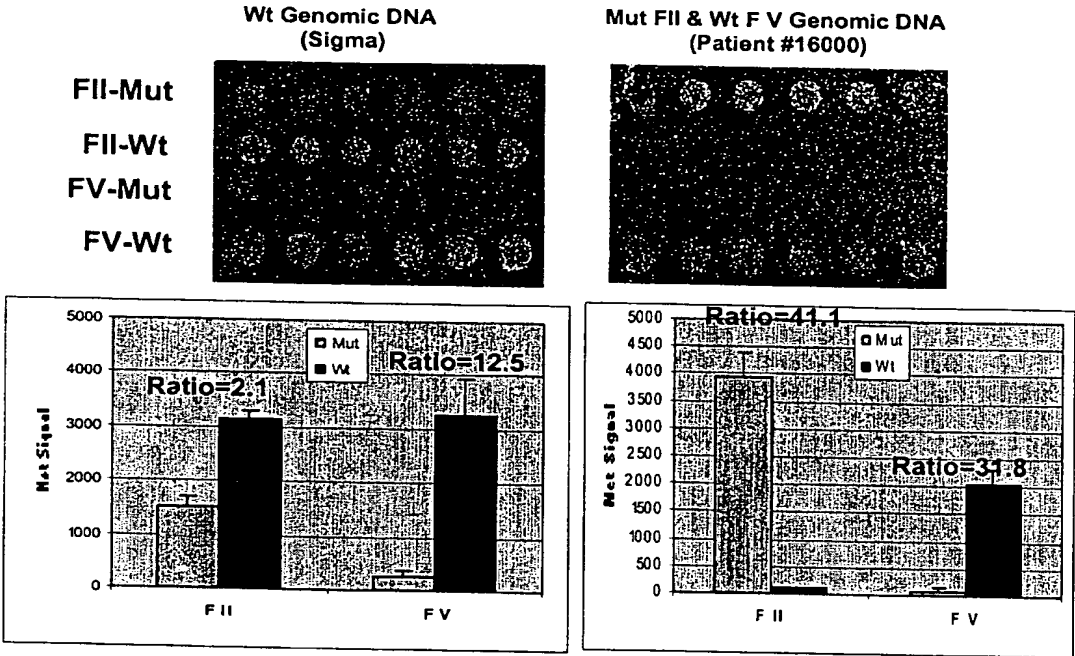 Wt Genomic DNA
(Sigma)
Mut FII & Wt F V Genomic DNA
(Patient #16000)
FII-Mut
FII-Wt
FV-Mut
FV-Wt
5000
4000
3000
2000
1000
0
Net Signal
Mut
Wt
Ratio=2.1
Ratio=12.5
F II
F V
5000
4500
4000
3500
3000
2500
2000
1500
1000
500
0
Net Signal
Ratio=41.1
Mut
Wt
Ratio=31.8
F II
F V